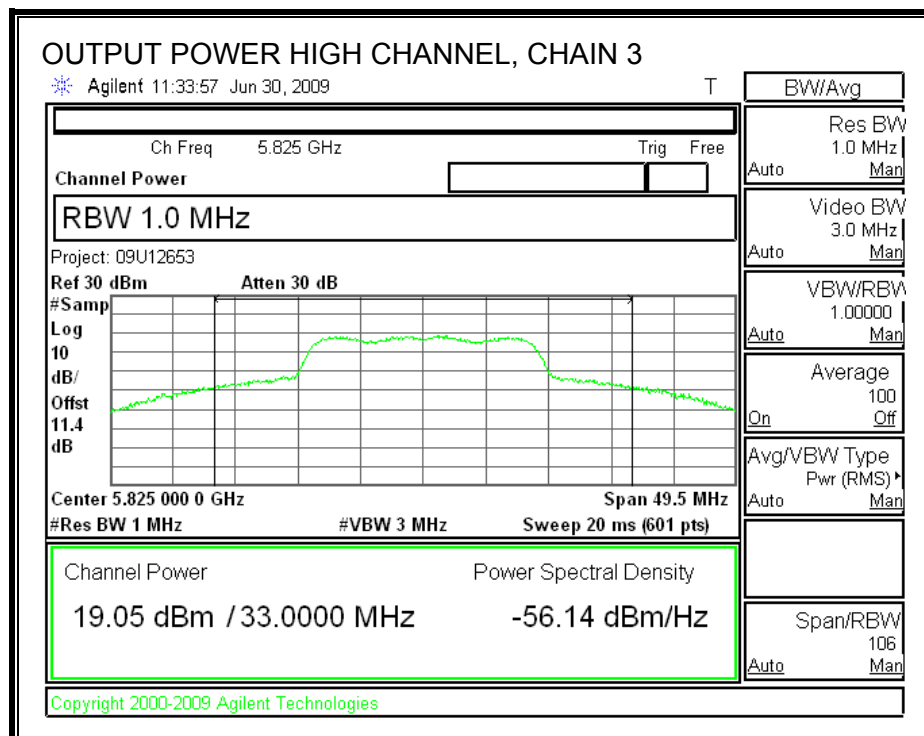 OUTPUT POWER HIGH CHANNEL, CHAIN 3
Agilent 11:33:57 Jun 30, 2009 T
BW/Avg
Ch Freq 5.825 GHz Trig Free
Channel Power
RBW 1.0 MHz
Project: 09U12653
Ref 30 dBm Atten 30 dB
#Samp
Log
10
dB/
Offst
11.4
dB
Center 5.825 000 0 GHz Span 49.5 MHz
#Res BW 1 MHz #VBW 3 MHz Sweep 20 ms (601 pts)
Channel Power Power Spectral Density
19.05 dBm / 33.0000 MHz -56.14 dBm/Hz
Copyright 2000-2009 Agilent Technologies
Res BW
1.0 MHz
Auto Man
Video BW
3.0 MHz
Auto Man
VBW/RBW
1.00000
Auto Man
Average
100
On Off
Avg/VBW Type
Pwr (RMS)
Auto Man
Span/RBW
106
Auto Man